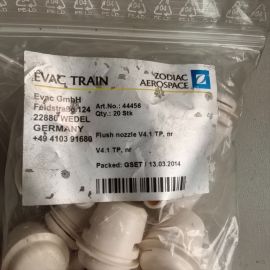 EVAC TRAIN
ZODIAC
AEROSPACE
Evac GmbH
Feldstraße 124
22880 WEDEL
GERMANY
+49 4103 91680
Art.No.: 44456
Qty.: 20 Stk
Flush nozzle V4.1 TP, nr
V4.1 TP, nr
Packed: GSET / 13.03.2014